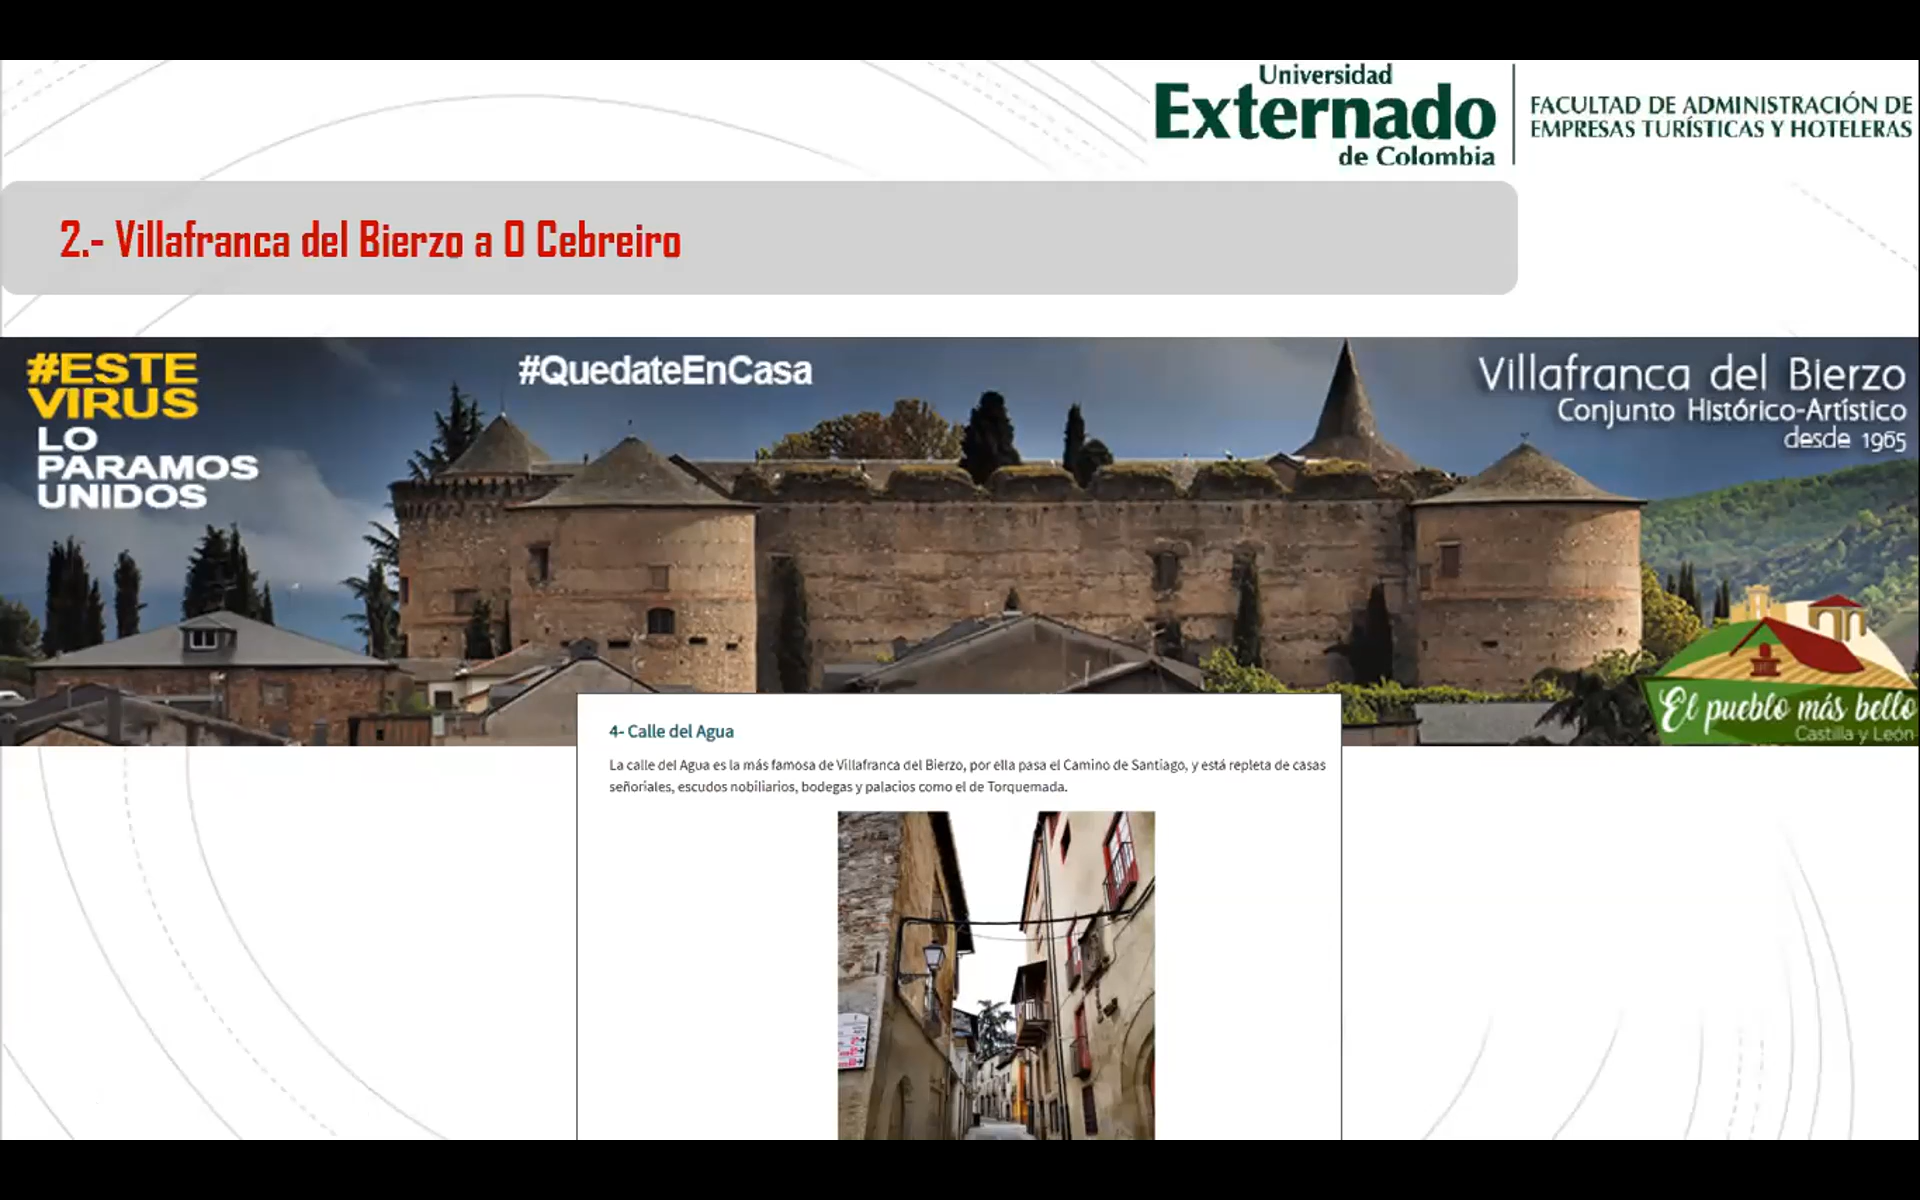 Universidad
Externado
de Colombia
FACULTAD DE ADMINISTRACIÓN DE
EMPRESAS TURÍSTICAS Y HOTELERAS
2.- Villafranca del Bierzo a O Cebreiro
#ESTE
VIRUS
LO
PARAMOS
UNIDOS
#QuedateEnCasa
Villafranca del Bierzo
Conjunto Histórico-Artístico
desde 1965
El pueblo más bello
Castilla y León
4- Calle del Agua
La calle del Agua es la más famosa de Villafranca del Bierzo, por ella pasa el Camino de Santiago, y está repleta de casas
señoriales, escudos nobiliarios, bodegas y palacios como el de Torquemada.